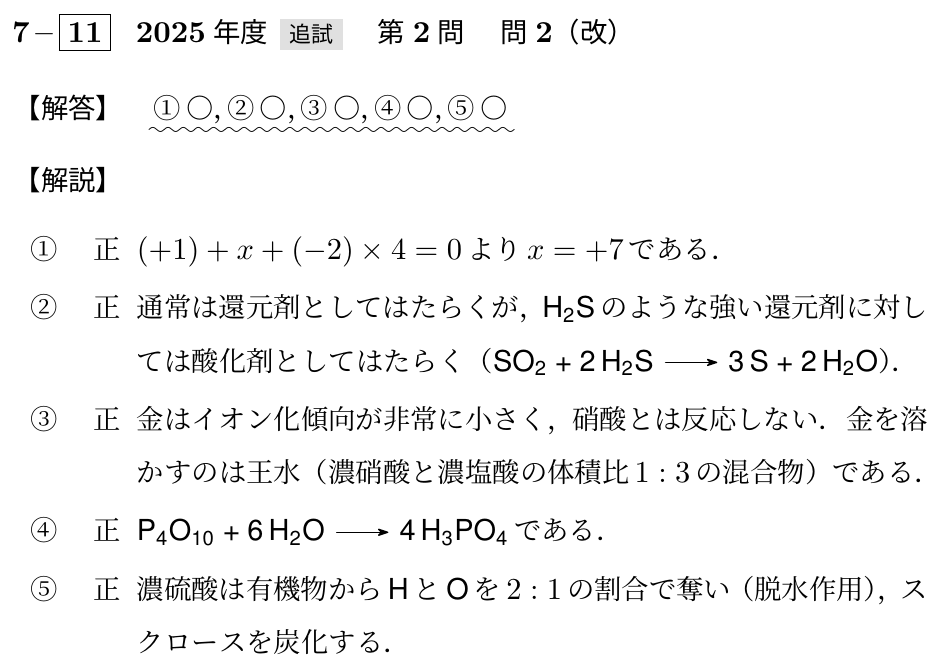 7–11 2025 年度 追試 第 2 問 問 2（改）
【解答】 ① ○, ② ○, ③ ○, ④ ○, ⑤ ○
【解説】
① 正 (+1) + x + (−2) × 4 = 0 より x = +7 である．
② 正 通常は還元剤としてはたらくが，H₂S のような強い還元剤に対し
ては酸化剤としてはたらく（SO₂ + 2 H₂S ⟶ 3 S + 2 H₂O）．
③ 正 金はイオン化傾向が非常に小さく，硝酸とは反応しない．金を溶
かすのは王水（濃硝酸と濃塩酸の体積比 1 : 3 の混合物）である．
④ 正 P₄O₁₀ + 6 H₂O ⟶ 4 H₃PO₄ である．
⑤ 正 濃硫酸は有機物から H と O を 2 : 1 の割合で奪い（脱水作用），ス
クロースを炭化する．